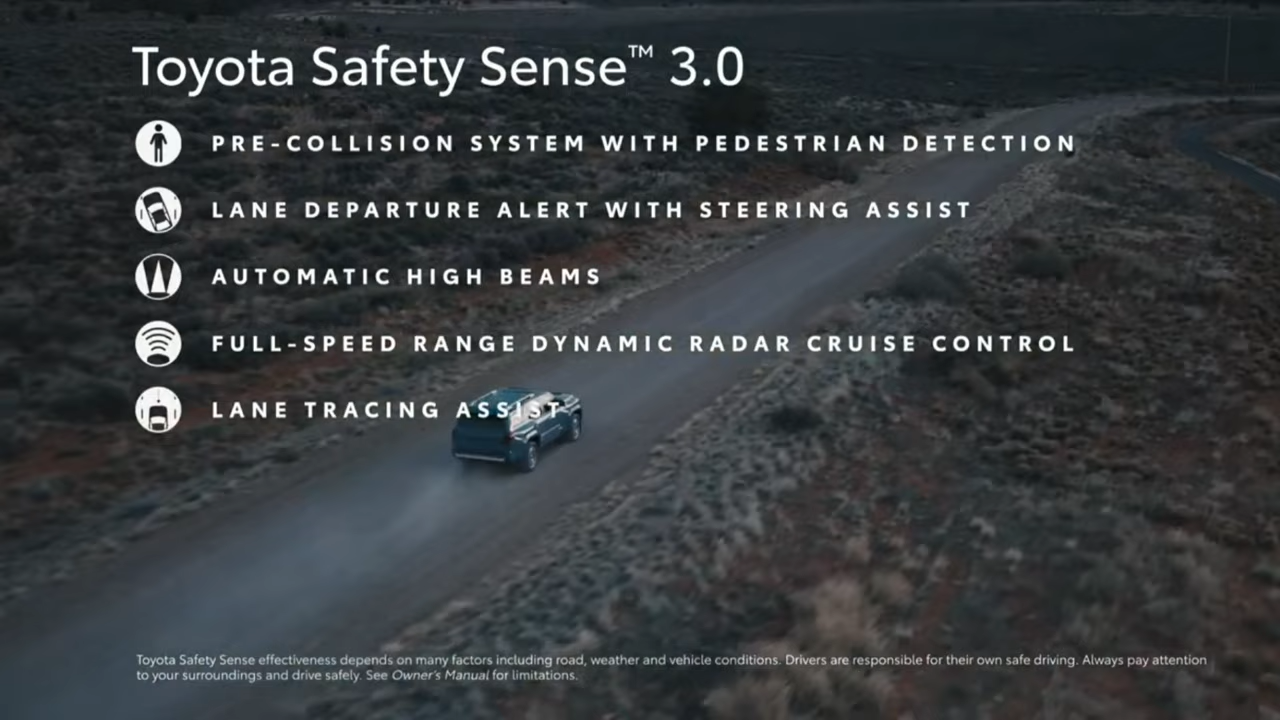 Toyota Safety Sense™ 3.0
PRE-COLLISION SYSTEM WITH PEDESTRIAN DETECTION
LANE DEPARTURE ALERT WITH STEERING ASSIST
AUTOMATIC HIGH BEAMS
FULL-SPEED RANGE DYNAMIC RADAR CRUISE CONTROL
LANE TRACING ASSIST
Toyota Safety Sense effectiveness depends on many factors including road, weather and vehicle conditions. Drivers are responsible for their own safe driving. Always pay attention
to your surroundings and drive safely. See Owner's Manual for limitations.